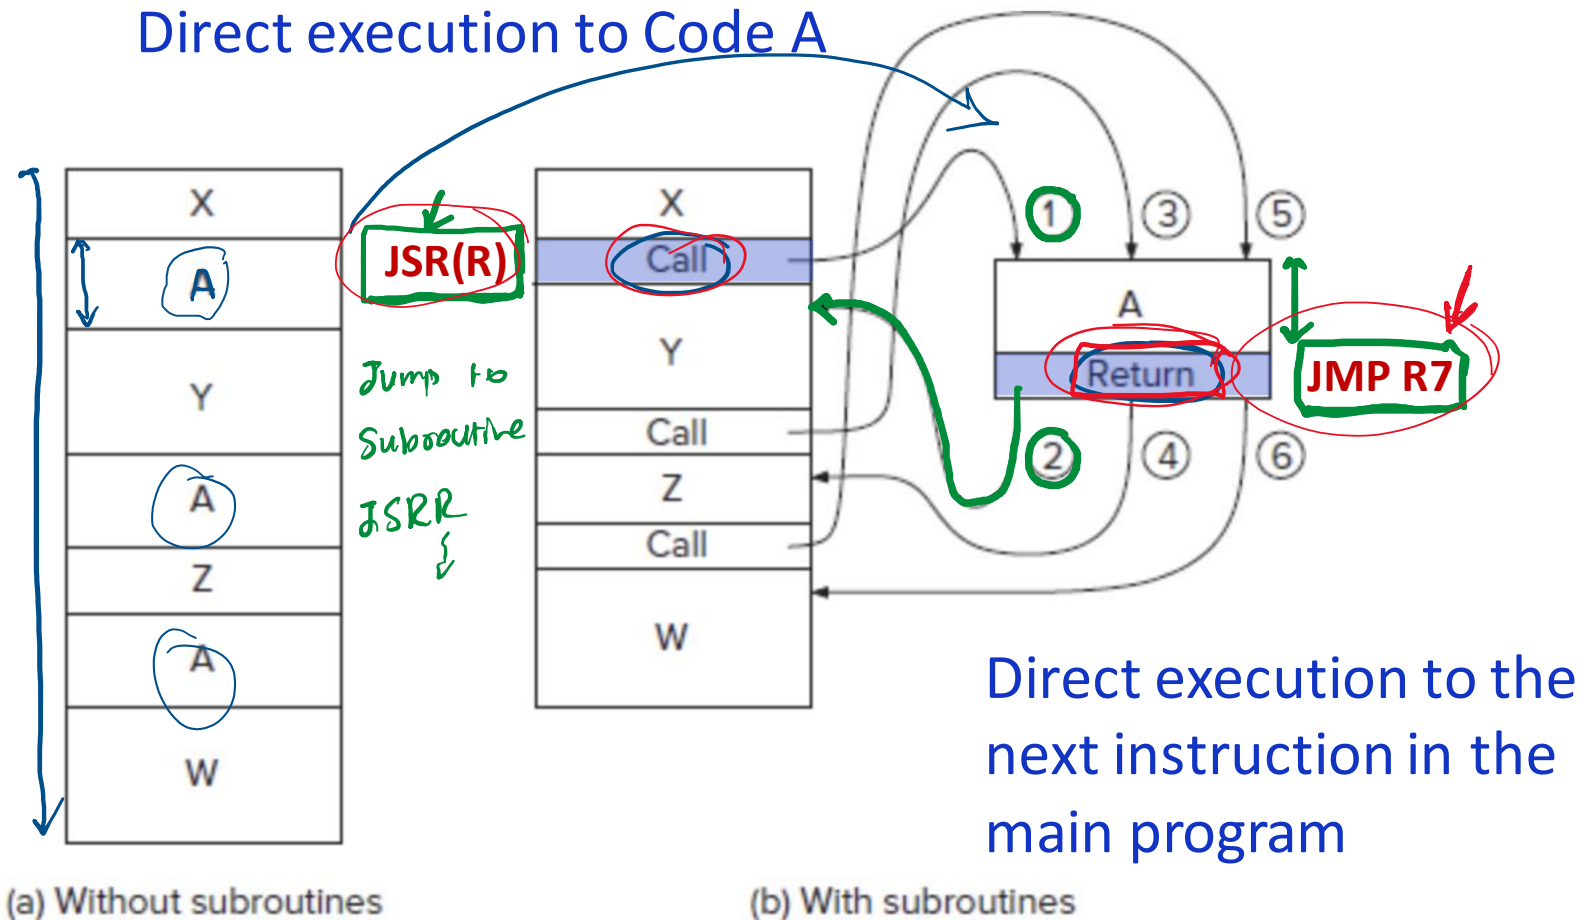 Direct execution to Code A
X
A
Y
A
Z
A
W
(a) Without subroutines
JSR(R)
Jump to
Subroutine
JSRR
X
Call
Y
Call
Z
Call
W
1
3
5
A
Return
JMP R7
2
4
6
Direct execution to the
next instruction in the
main program
(b) With subroutines